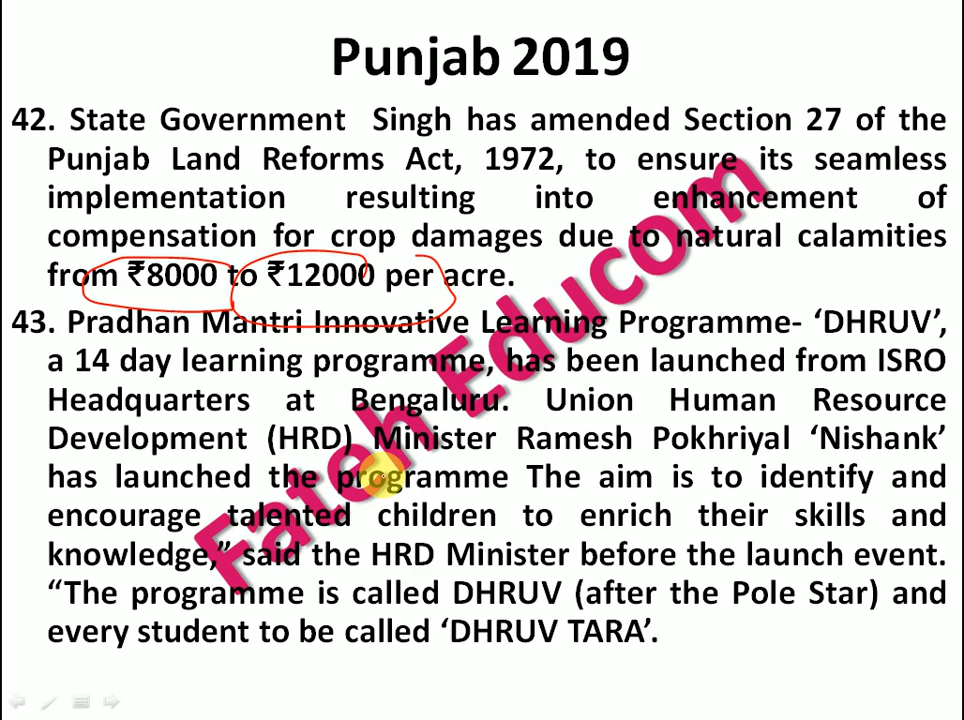 Punjab 2019
42. State Government Singh has amended Section 27 of the
Punjab Land Reforms Act, 1972, to ensure its seamless
implementation resulting into enhancement of
compensation for crop damages due to natural calamities
from ₹8000 to ₹12000 per acre.
43. Pradhan Mantri Innovative Learning Programme- ‘DHRUV’,
a 14 day learning programme, has been launched from ISRO
Headquarters at Bengaluru. Union Human Resource
Development (HRD) Minister Ramesh Pokhriyal ‘Nishank’
has launched the programme The aim is to identify and
encourage talented children to enrich their skills and
knowledge,” said the HRD Minister before the launch event.
“The programme is called DHRUV (after the Pole Star) and
every student to be called ‘DHRUV TARA’.
Fateh Educom